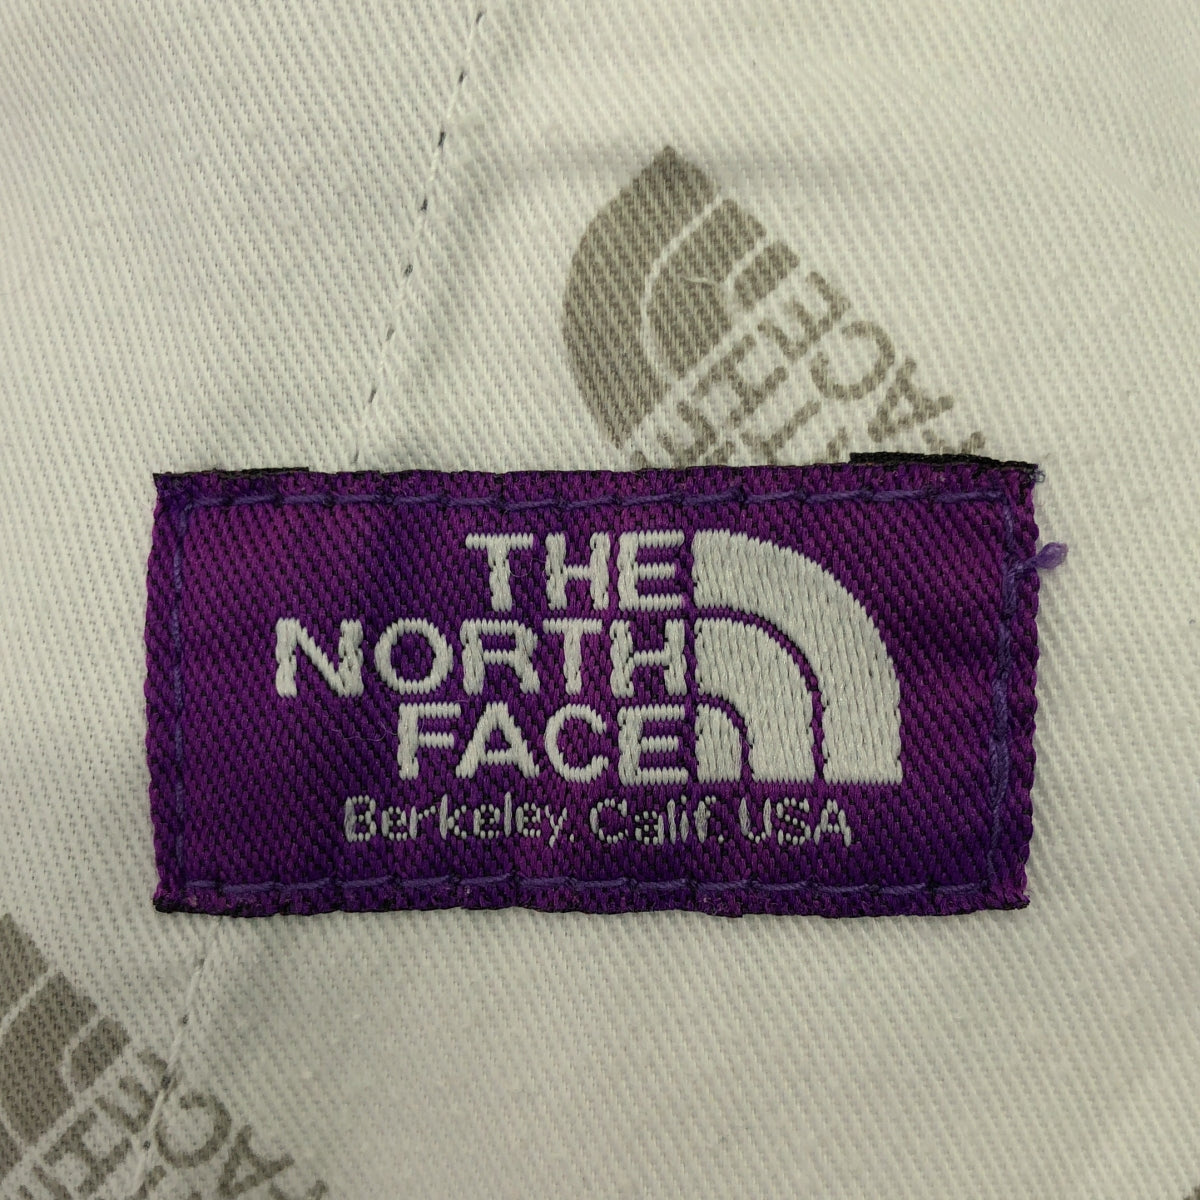 THE
NORTH
FACE
Berkeley, Calif. USA